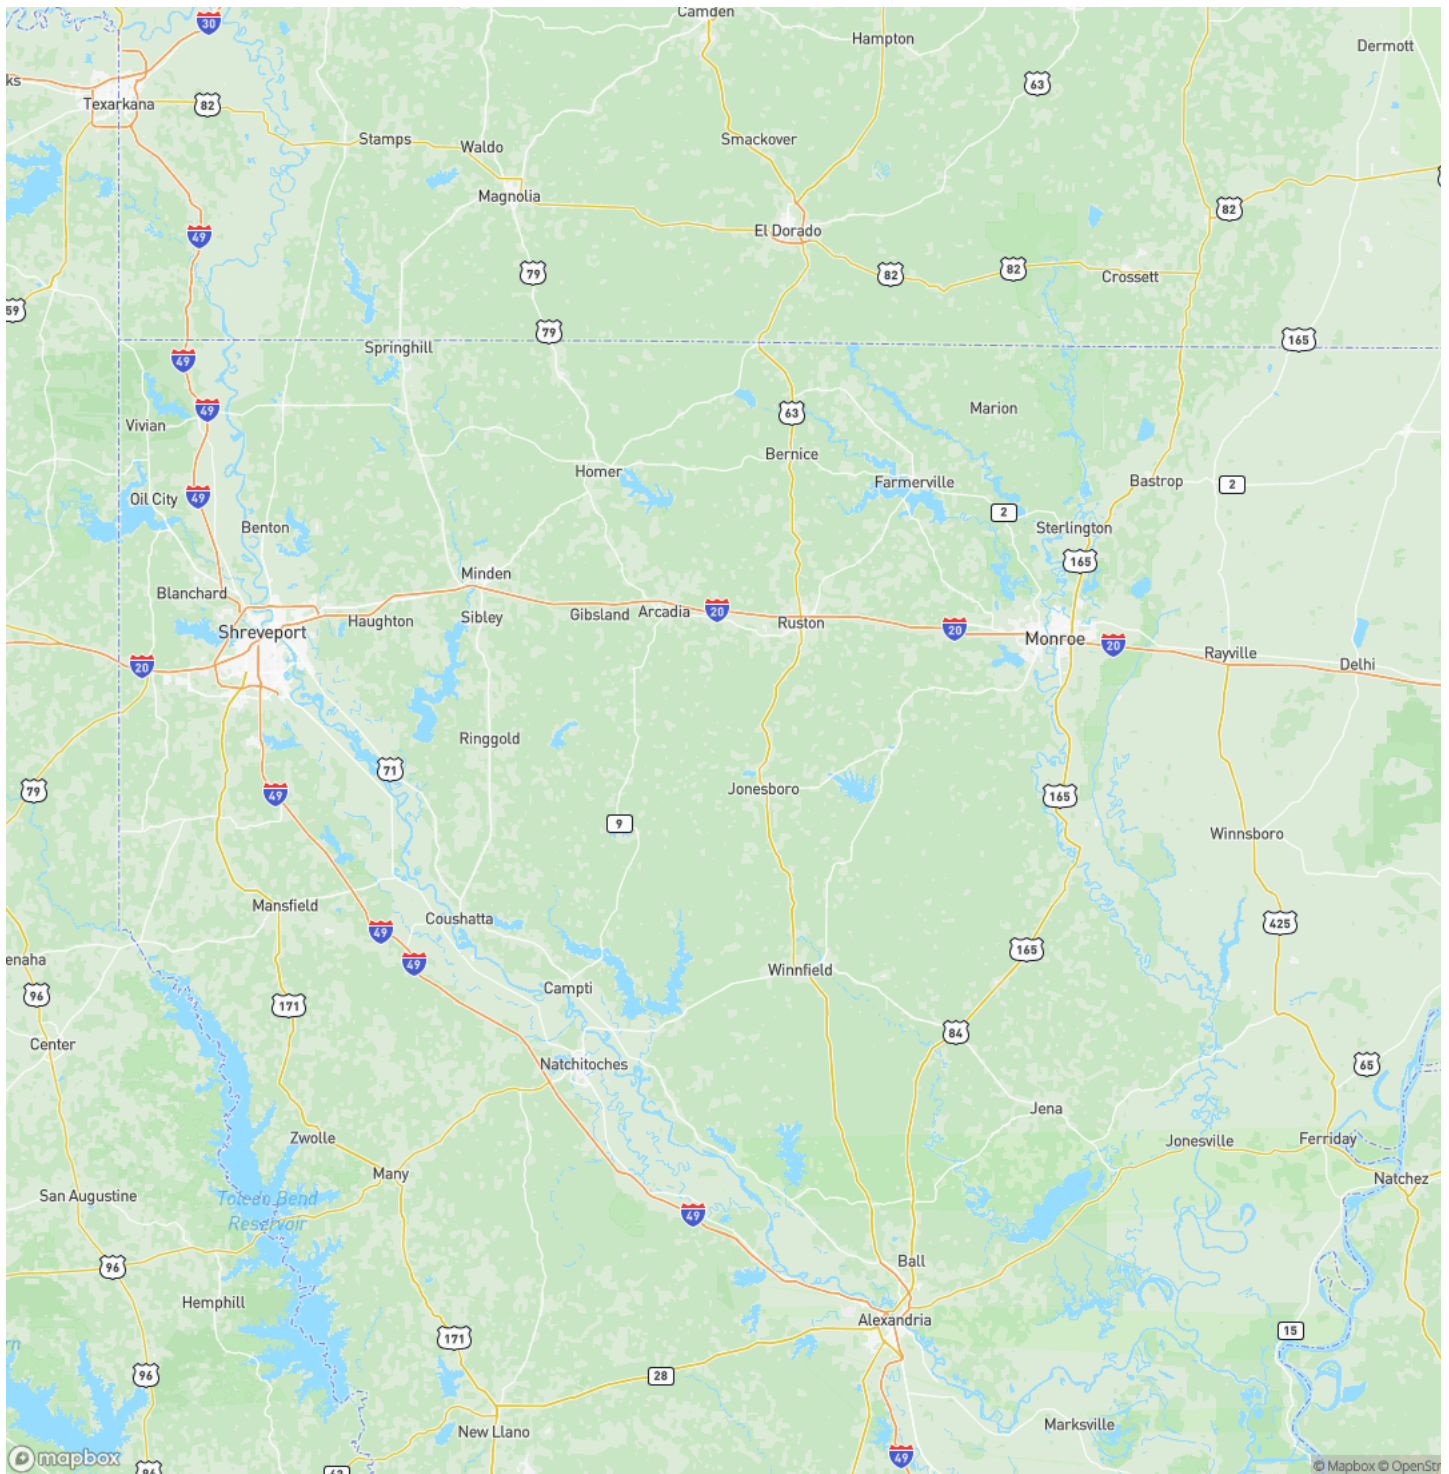 Camden
30
Hampton
Dermott
63
ks
Texarkana
82
Stamps
Smackover
Waldo
Magnolia
82
49
El Dorado
79
82
82
Crossett
59
79
165
Springhill
49
49
Marion
63
Vivian
Bernice
Homer
Farmerville
Bastrop
2
49
Oil City
2
Benton
Sterlington
165
Minden
Blanchard
Gibsland
Arcadia
20
Sibley
Haughton
Ruston
20
Shreveport
Monroe
20
Rayville
20
Delhi
Ringgold
71
79
49
Jonesboro
165
9
Winnsboro
Mansfield
Coushatta
425
49
165
enaha
49
Winnfield
96
Campti
171
84
Center
Natchitoches
65
Jena
Zwolle
Jonesville
Ferriday
Many
Natchez
San Augustine
Toledo Bend
Reservoir
49
Ball
96
Hemphill
Alexandria
15
171
rn
96
28
Marksville
New Llano
49
mapbox
96
© Mapbox © OpenStr